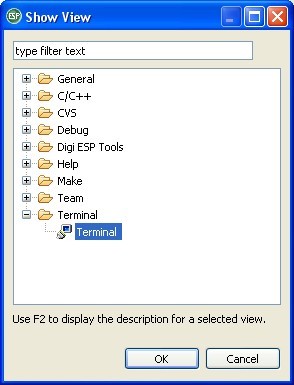 ESP Show View
type filter text
General
C/C++
CVS
Debug
Digi ESP Tools
Help
Make
Team
Terminal
Terminal
Use F2 to display the description for a selected view.
OK Cancel